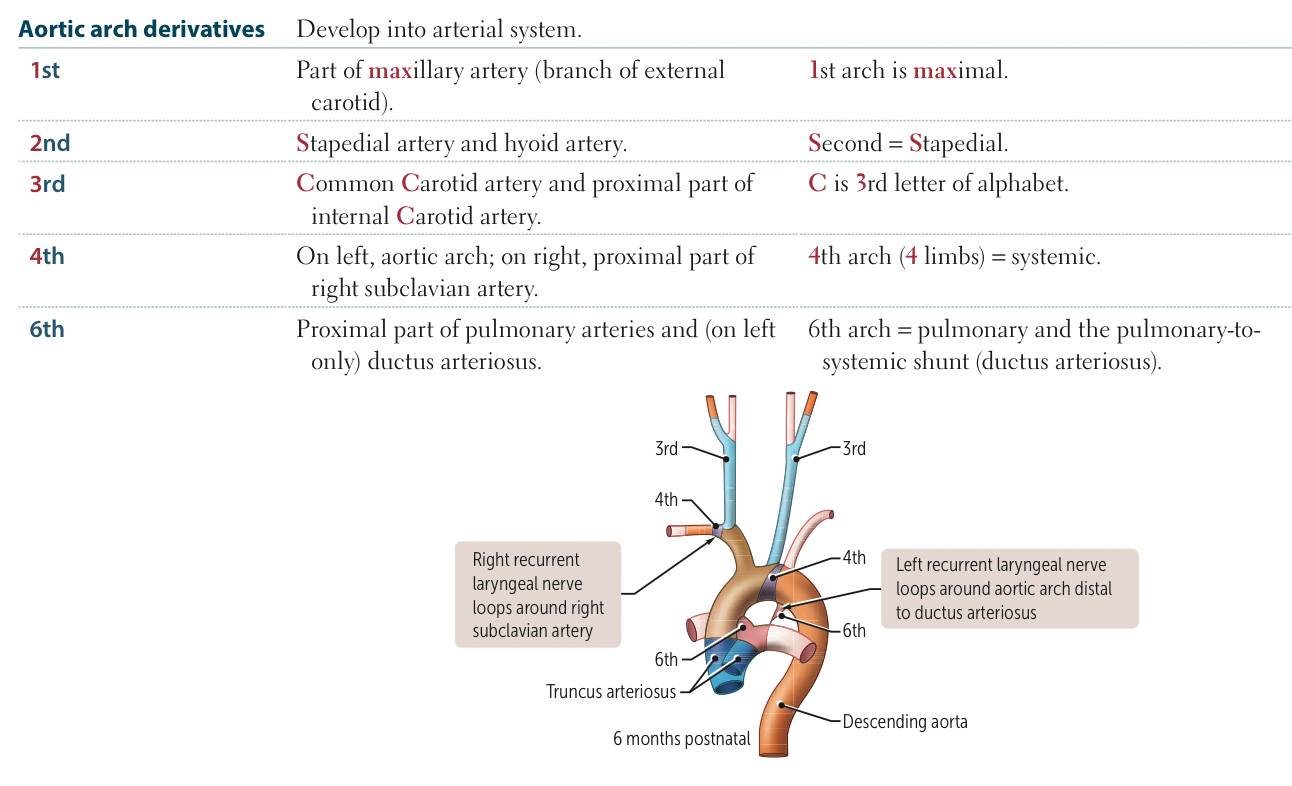 Aortic arch derivatives Develop into arterial system.
1st Part of maxillary artery (branch of external 1st arch is maximal.
carotid).
2nd Stapedial artery and hyoid artery. Second = Stapedial.
3rd Common Carotid artery and proximal part of C is 3rd letter of alphabet.
internal Carotid artery.
4th On left, aortic arch; on right, proximal part of 4th arch (4 limbs) = systemic.
right subclavian artery.
6th Proximal part of pulmonary arteries and (on left 6th arch = pulmonary and the pulmonary-to-
only) ductus arteriosus. systemic shunt (ductus arteriosus).
3rd 3rd
4th
Right recurrent
laryngeal nerve
loops around right
subclavian artery
4th
Left recurrent laryngeal nerve
loops around aortic arch distal
to ductus arteriosus
6th
6th
Truncus arteriosus
Descending aorta
6 months postnatal